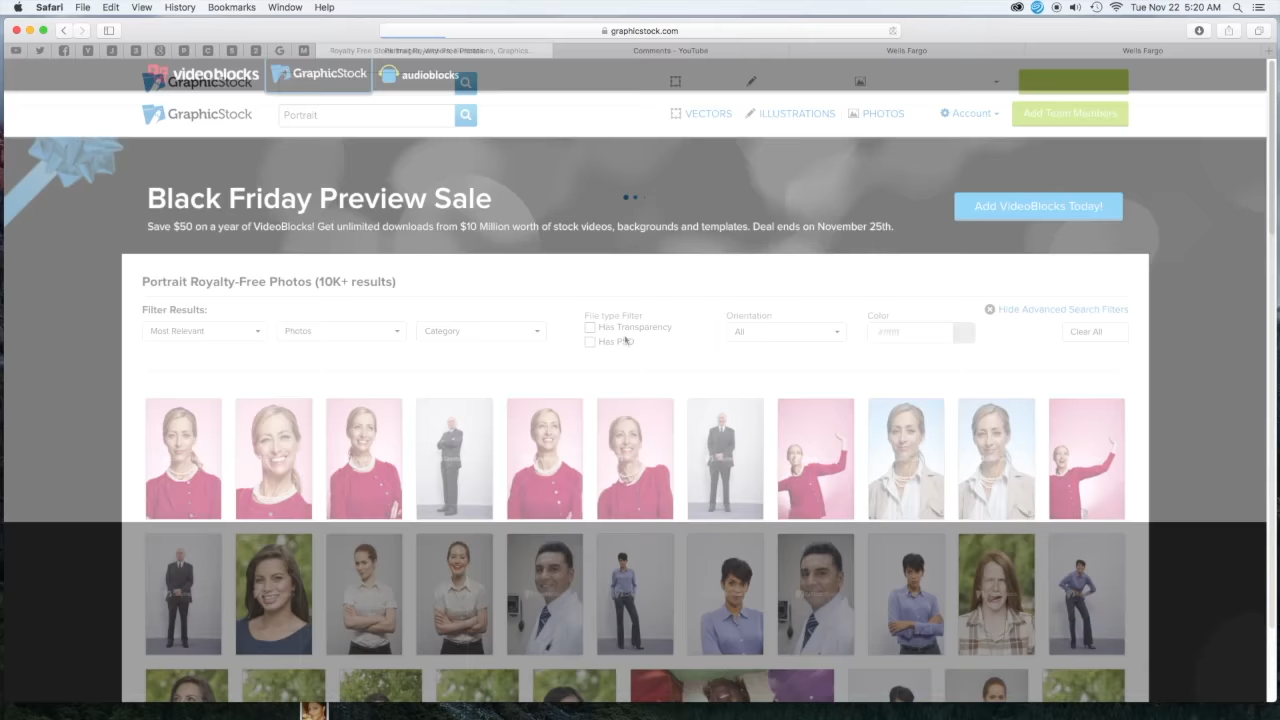 Safari File Edit View History Bookmarks Window Help
Tue Nov 22 5:20 AM
graphicstock.com
Comments - YouTube Wells Fargo Wells Fargo
videoblocks GraphicStock audioblocks
GraphicStock
GraphicStock Portrait VECTORS ILLUSTRATIONS PHOTOS Account Add Team Members
Black Friday Preview Sale
Add VideoBlocks Today!
Save $50 on a year of VideoBlocks! Get unlimited downloads from $10 Million worth of stock videos, backgrounds and templates. Deal ends on November 25th.
Portrait Royalty-Free Photos (10K+ results)
Filter Results:
File type Filter
Orientation
Color
Hide Advanced Search Filters
Most Relevant Photos Category
Has Transparency
All
#ffffff
Clear All
Has PSD